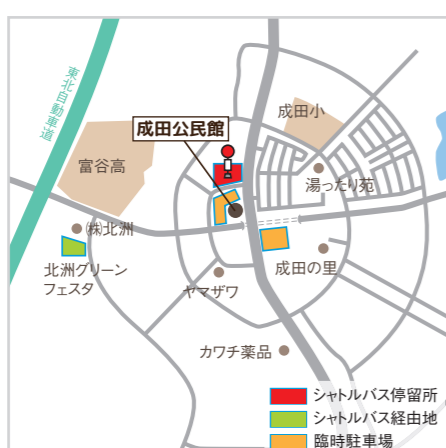 東北自動車道
成田小
成田公民館
富谷高
湯ったり苑
㈱北洲
北洲グリーン
フェスタ
成田の里
ヤマザワ
カワチ薬品
シャトルバス停留所
シャトルバス経由地
臨時駐車場